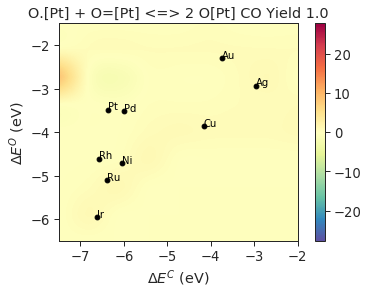 O.[Pt] + O=[Pt] <=> 2 O[Pt] CO Yield 1.0
ΔE^O (eV)
−2
−3
−4
−5
−6
Au
Ag
Pt
Pd
Cu
Rh
Ni
Ru
Ir
−7
−6
−5
−4
−3
−2
ΔE^C (eV)
20
10
0
−10
−20